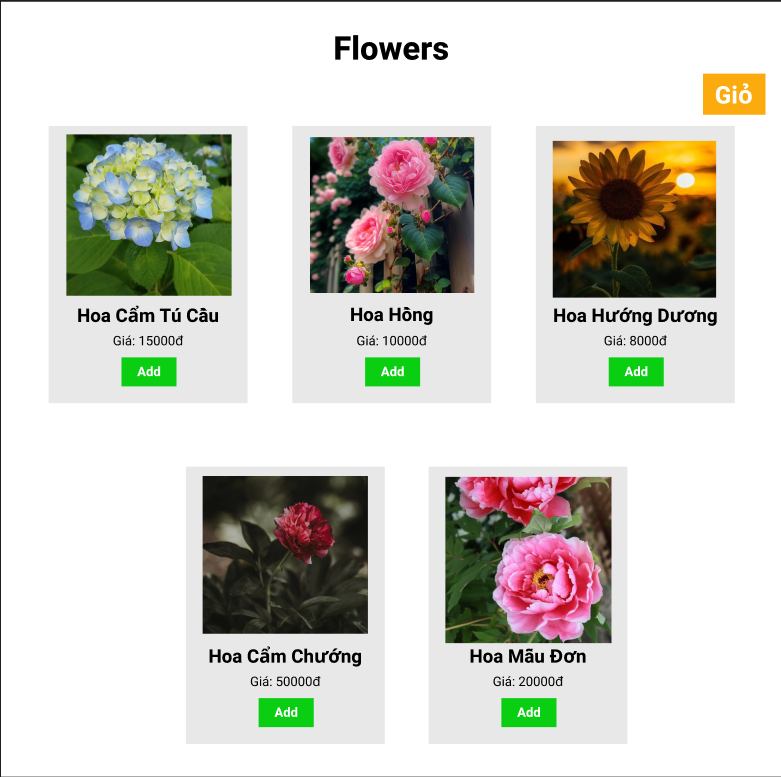 Flowers
Giỏ
Hoa Cẩm Tú Cầu
Giá: 15000đ
Add
Hoa Hồng
Giá: 10000đ
Add
Hoa Hướng Dương
Giá: 8000đ
Add
Hoa Cẩm Chướng
Giá: 50000đ
Add
Hoa Mẫu Đơn
Giá: 20000đ
Add